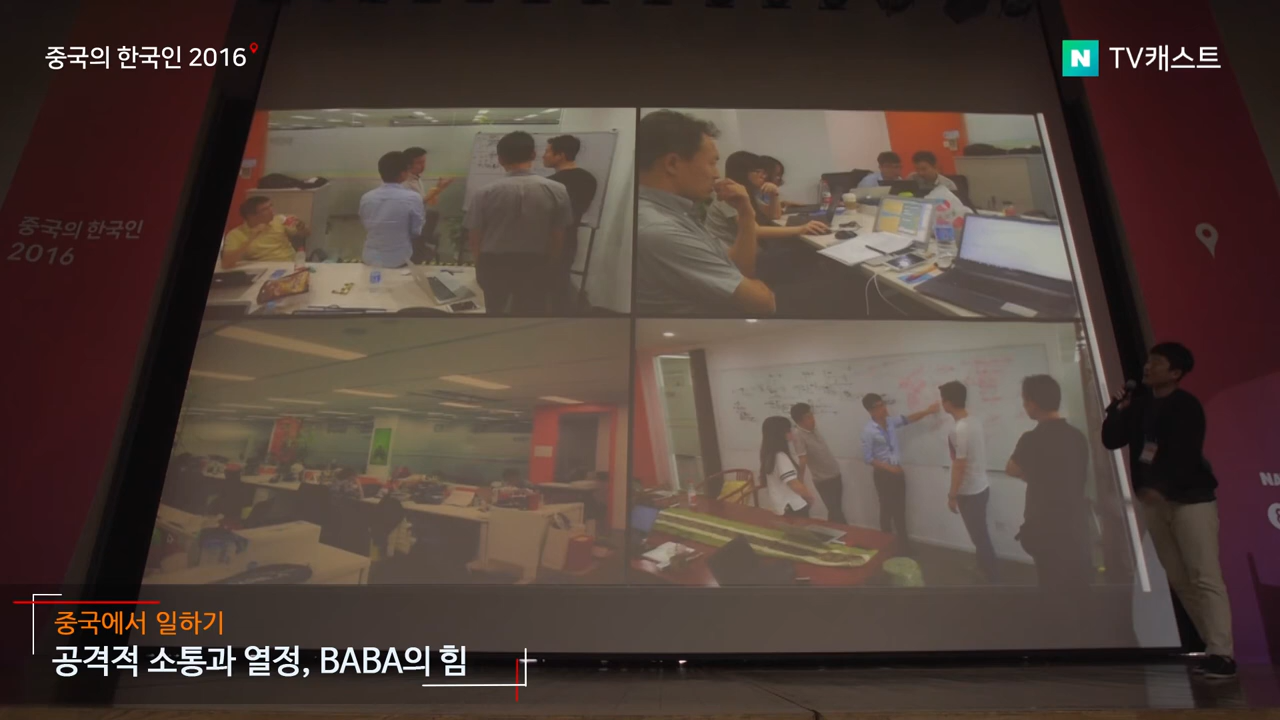 중국의 한국인 2016
N TV캐스트
중국의 한국인
2016
중국에서 일하기
공격적 소통과 열정, BABA의 힘